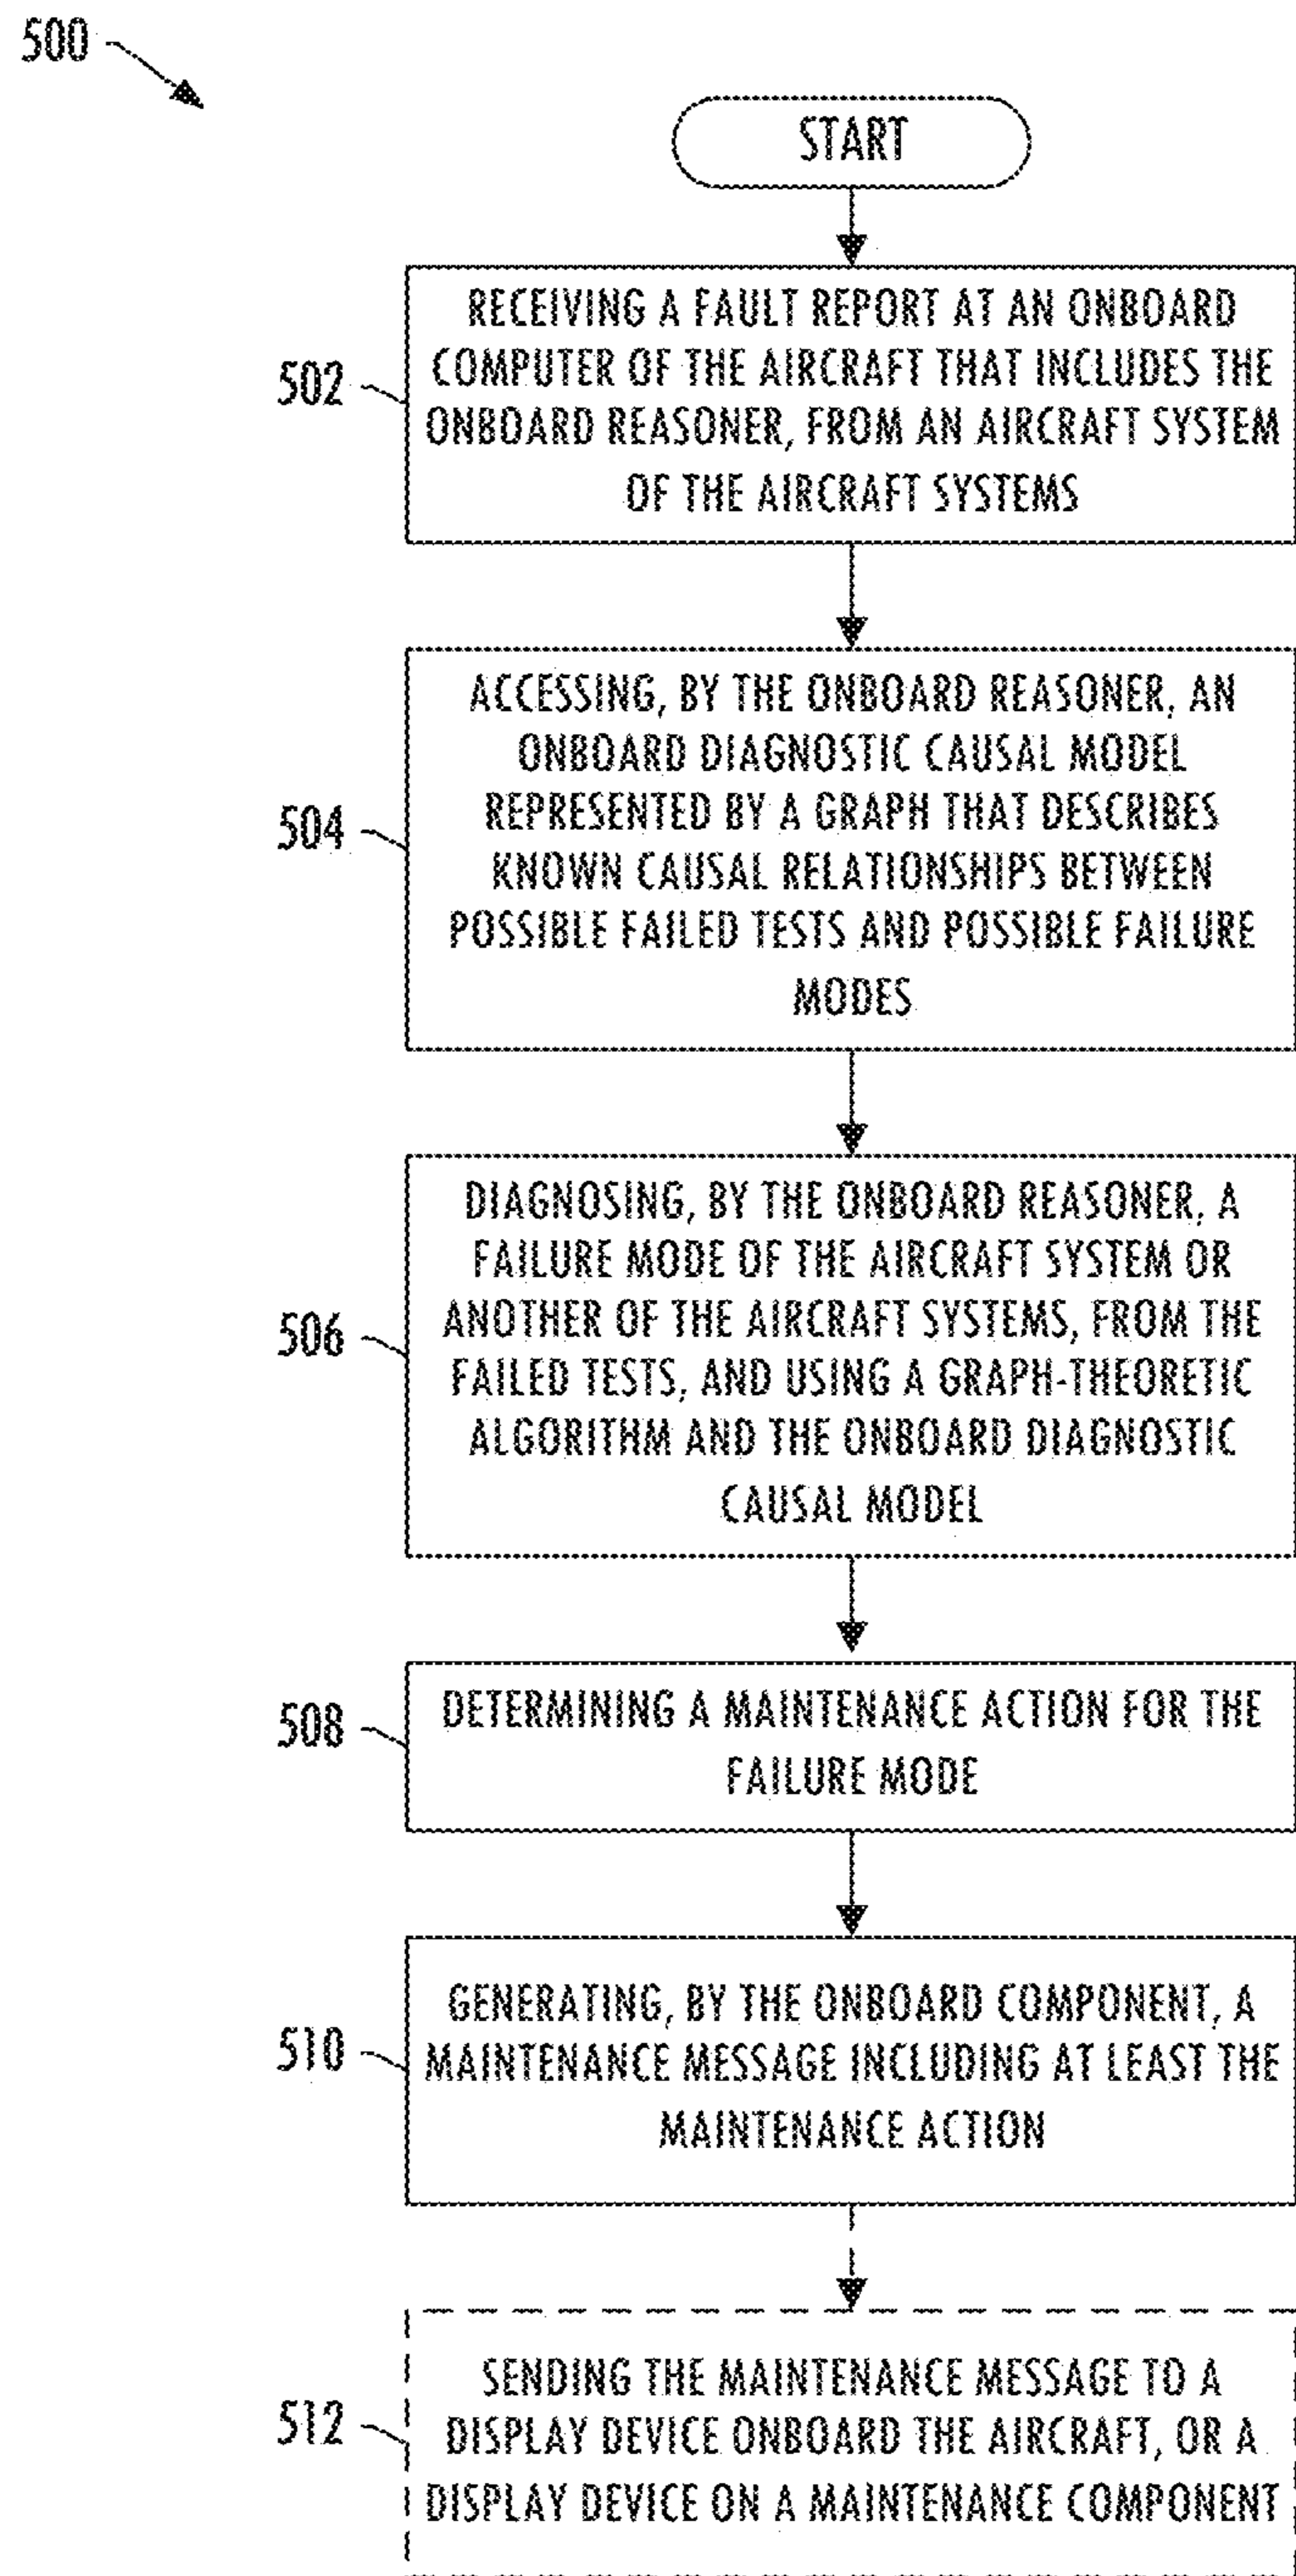 500
START
502
RECEIVING A FAULT REPORT AT AN ONBOARD
COMPUTER OF THE AIRCRAFT THAT INCLUDES THE
ONBOARD REASONER, FROM AN AIRCRAFT SYSTEM
OF THE AIRCRAFT SYSTEMS
504
ACCESSING, BY THE ONBOARD REASONER, AN
ONBOARD DIAGNOSTIC CAUSAL MODEL
REPRESENTED BY A GRAPH THAT DESCRIBES
KNOWN CAUSAL RELATIONSHIPS BETWEEN
POSSIBLE FAILED TESTS AND POSSIBLE FAILURE
MODES
506
DIAGNOSING, BY THE ONBOARD REASONER, A
FAILURE MODE OF THE AIRCRAFT SYSTEM OR
ANOTHER OF THE AIRCRAFT SYSTEMS, FROM THE
FAILED TESTS, AND USING A GRAPH-THEORETIC
ALGORITHM AND THE ONBOARD DIAGNOSTIC
CAUSAL MODEL
508
DETERMINING A MAINTENANCE ACTION FOR THE
FAILURE MODE
510
GENERATING, BY THE ONBOARD COMPONENT, A
MAINTENANCE MESSAGE INCLUDING AT LEAST THE
MAINTENANCE ACTION
512
SENDING THE MAINTENANCE MESSAGE TO A
DISPLAY DEVICE ONBOARD THE AIRCRAFT, OR A
DISPLAY DEVICE ON A MAINTENANCE COMPONENT